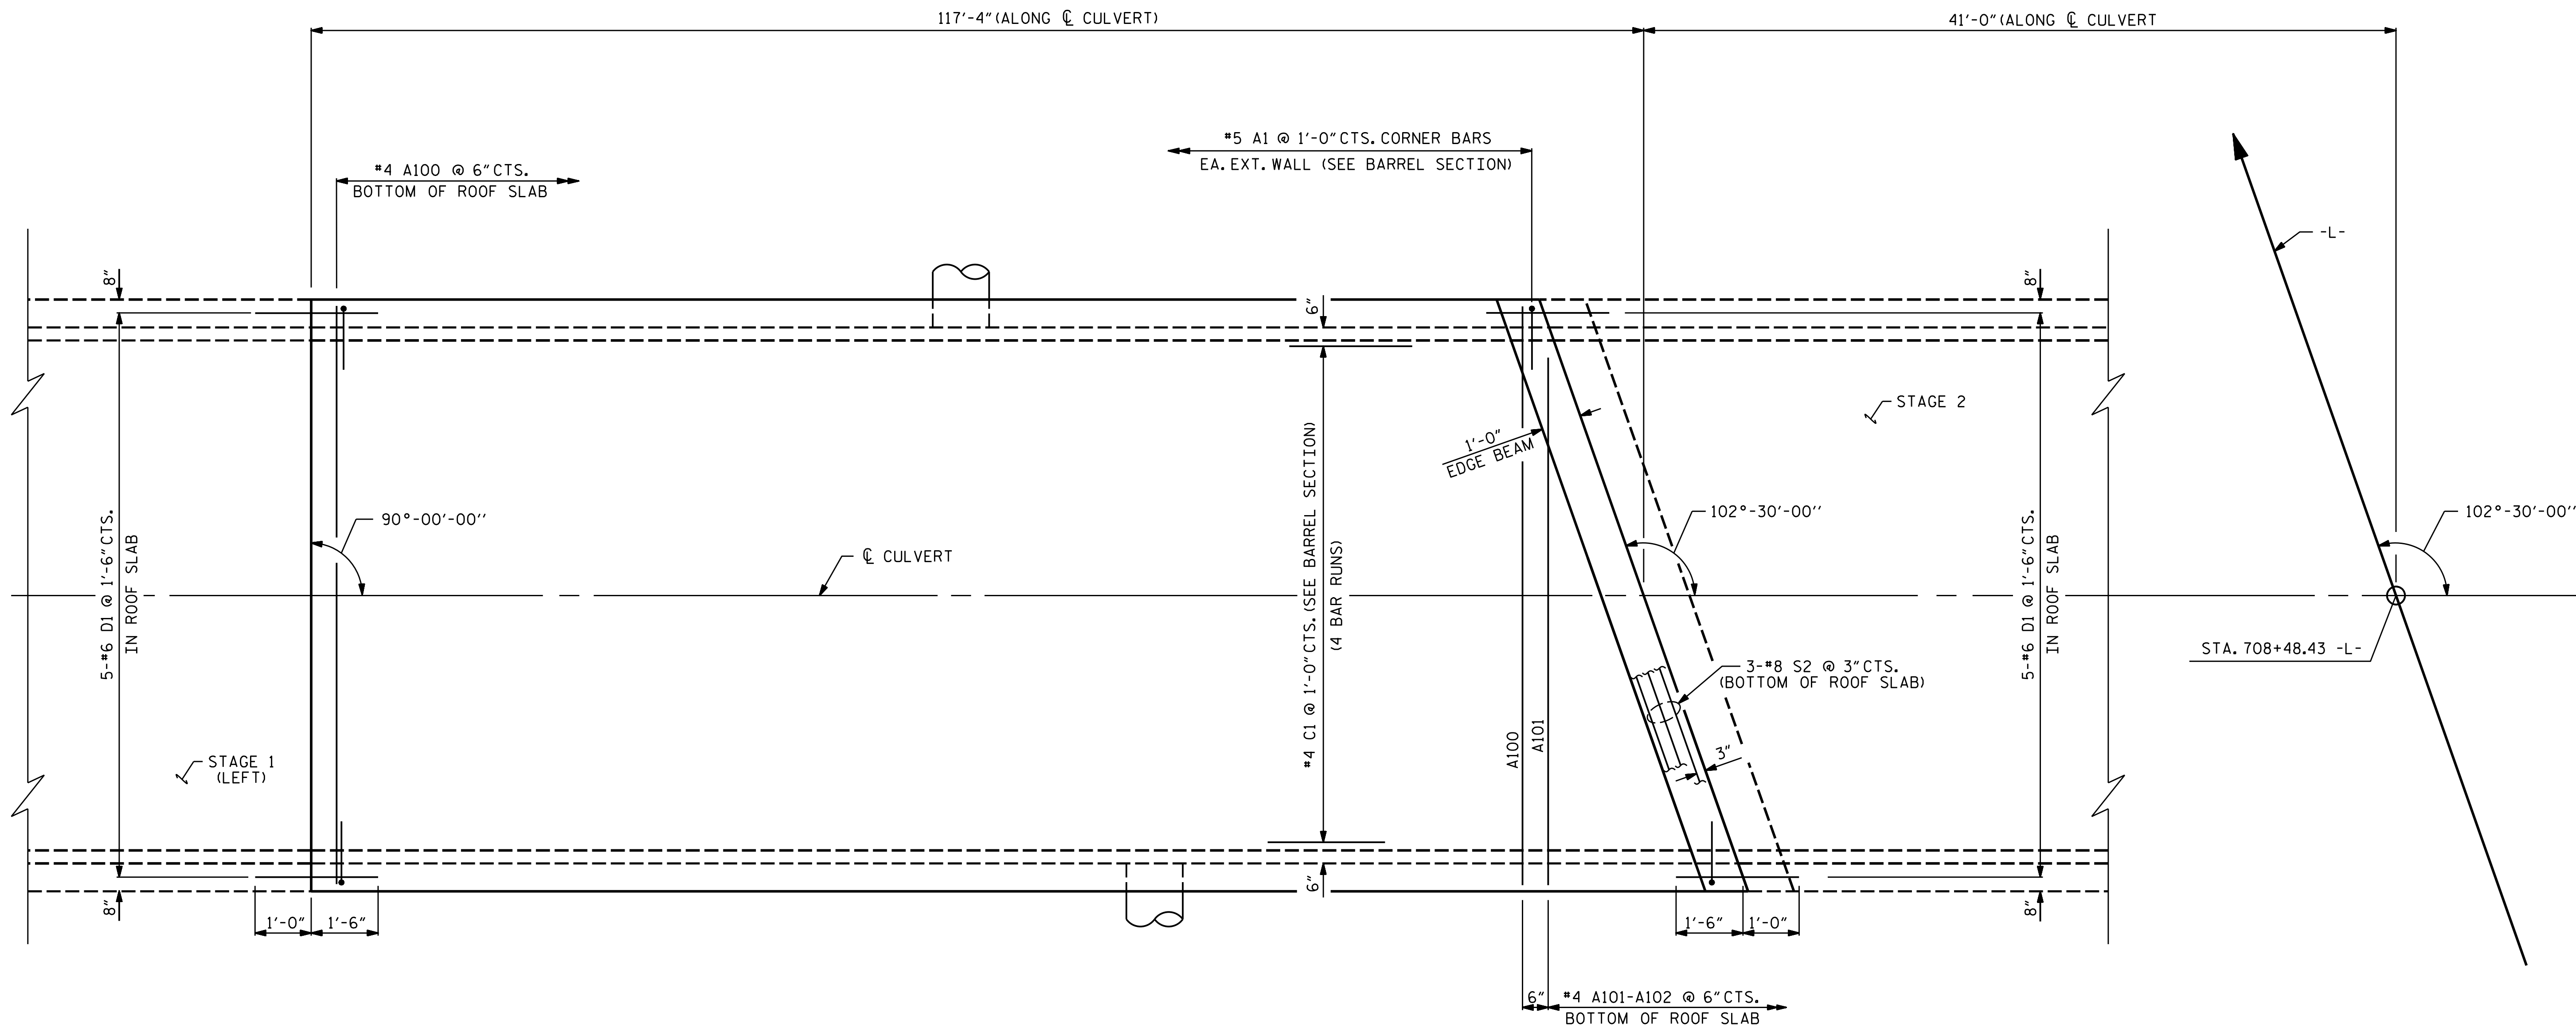 117'-4" (ALONG ℄ CULVERT)
41'-0" (ALONG ℄ CULVERT
#5 A1 @ 1'-0" CTS. CORNER BARS
EA. EXT. WALL (SEE BARREL SECTION)
#4 A100 @ 6" CTS.
BOTTOM OF ROOF SLAB
-L-
8"
6"
8"
STAGE 2
1'-0"
EDGE BEAM
90°-00'-00''
102°-30'-00''
102°-30'-00''
℄ CULVERT
5-#6 D1 @ 1'-6" CTS.
IN ROOF SLAB
#4 C1 @ 1'-0" CTS. (SEE BARREL SECTION)
(4 BAR RUNS)
5-#6 D1 @ 1'-6" CTS.
IN ROOF SLAB
STA. 708+48.43 -L-
3-#8 S2 @ 3" CTS.
(BOTTOM OF ROOF SLAB)
A100
A101
3"
STAGE 1
(LEFT)
8"
6"
8"
1'-0"
1'-6"
1'-6"
1'-0"
6"
#4 A101-A102 @ 6" CTS.
BOTTOM OF ROOF SLAB